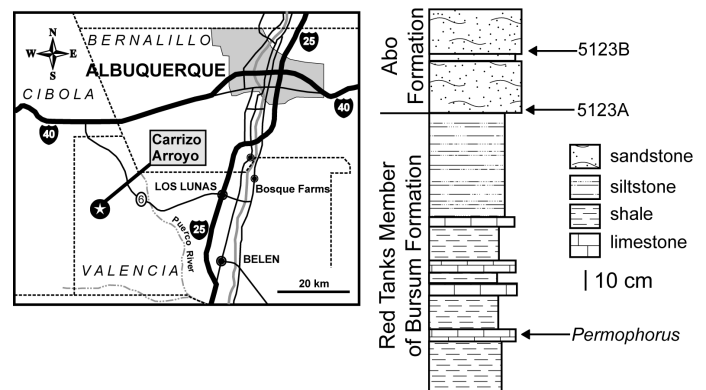 N
W E
S
BERNALILLO
25
ALBUQUERQUE
CIBOLA
40
40
Carrizo
Arroyo
LOS LUNAS
Bosque Farms
6
Puerco River
25
BELEN
VALENCIA
20 km
Abo
Formation
5123B
5123A
Red Tanks Member
of Bursum Formation
sandstone
siltstone
shale
limestone
10 cm
Permophorus